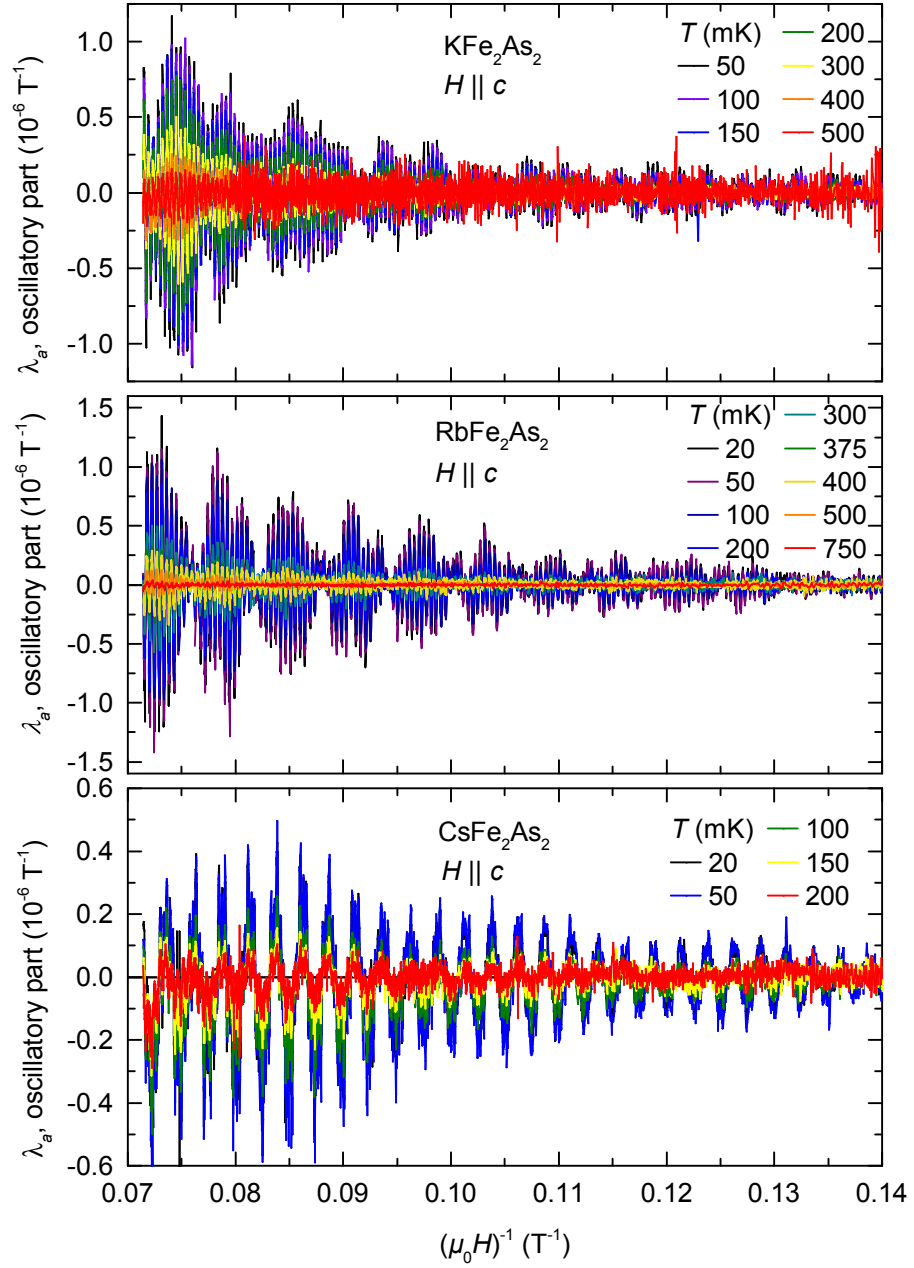 KFe₂As₂
H || c
T (mK)
50
100
150
200
300
400
500
1.0
0.5
0.0
-0.5
-1.0
λₐ, oscillatory part (10⁻⁶ T⁻¹)
RbFe₂As₂
H || c
T (mK)
20
50
100
200
300
375
400
500
750
1.5
1.0
0.5
0.0
-0.5
-1.0
-1.5
λₐ, oscillatory part (10⁻⁶ T⁻¹)
CsFe₂As₂
H || c
T (mK)
20
50
100
150
200
0.6
0.4
0.2
0.0
-0.2
-0.4
-0.6
λₐ, oscillatory part (10⁻⁶ T⁻¹)
0.07 0.08 0.09 0.10 0.11 0.12 0.13 0.14
(μ₀H)⁻¹ (T⁻¹)